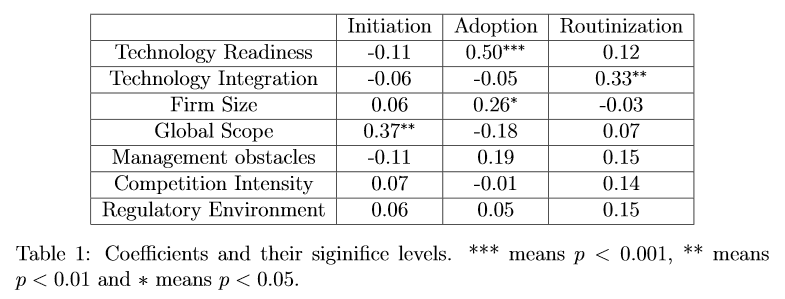 Initiation Adoption Routinization
Technology Readiness -0.11 0.50*** 0.12
Technology Integration -0.06 -0.05 0.33**
Firm Size 0.06 0.26* -0.03
Global Scope 0.37** -0.18 0.07
Management obstacles -0.11 0.19 0.15
Competition Intensity 0.07 -0.01 0.14
Regulatory Environment 0.06 0.05 0.15
Table 1: Coefficients and their siginifice levels. *** means p < 0.001, ** means
p < 0.01 and * means p < 0.05.